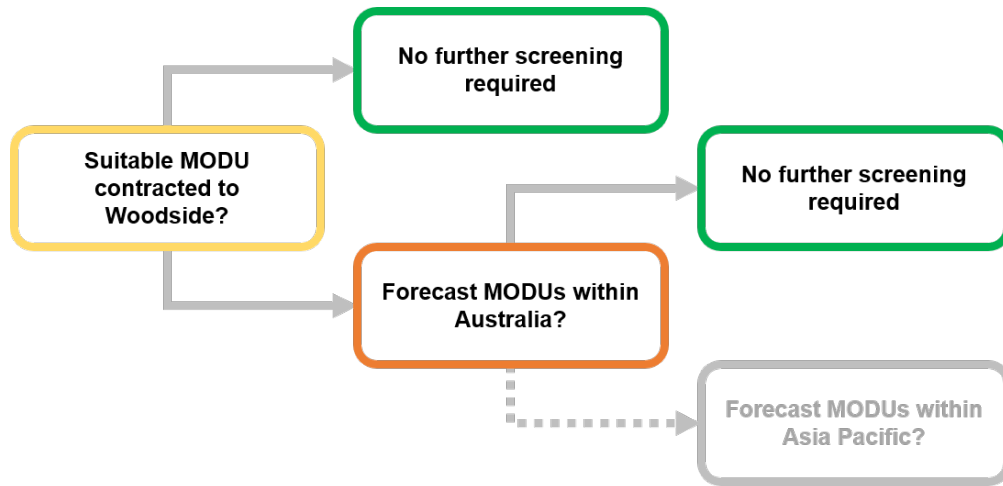 No further screening
required
Suitable MODU
contracted to
Woodside?
No further screening
required
Forecast MODUs within
Australia?
Forecast MODUs within
Asia Pacific?